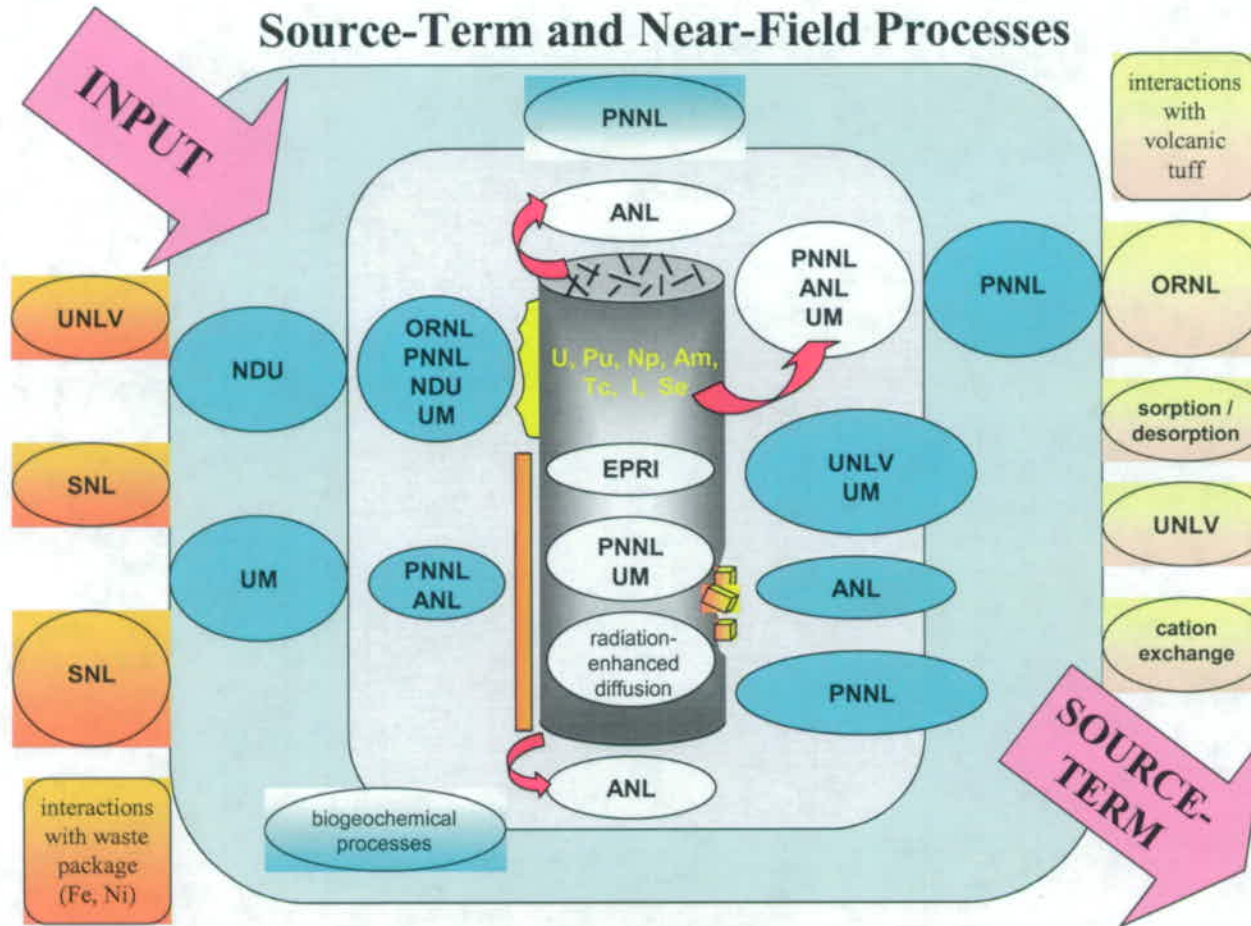 Source-Term and Near-Field Processes
INPUT
PNNL
interactions
with
volcanic
tuff
ANL
PNNL
ANL
UM
PNNL
ORNL
UNLV
NDU
ORNL
PNNL
NDU
UM
U, Pu, Np, Am,
Tc, I, Se
sorption /
desorption
SNL
EPRI
UNLV
UM
UNLV
UM
PNNL
ANL
PNNL
UM
ANL
SNL
radiation-
enhanced
diffusion
PNNL
cation
exchange
SOURCE-
TERM
ANL
biogeochemical
processes
interactions
with waste
package
(Fe, Ni)